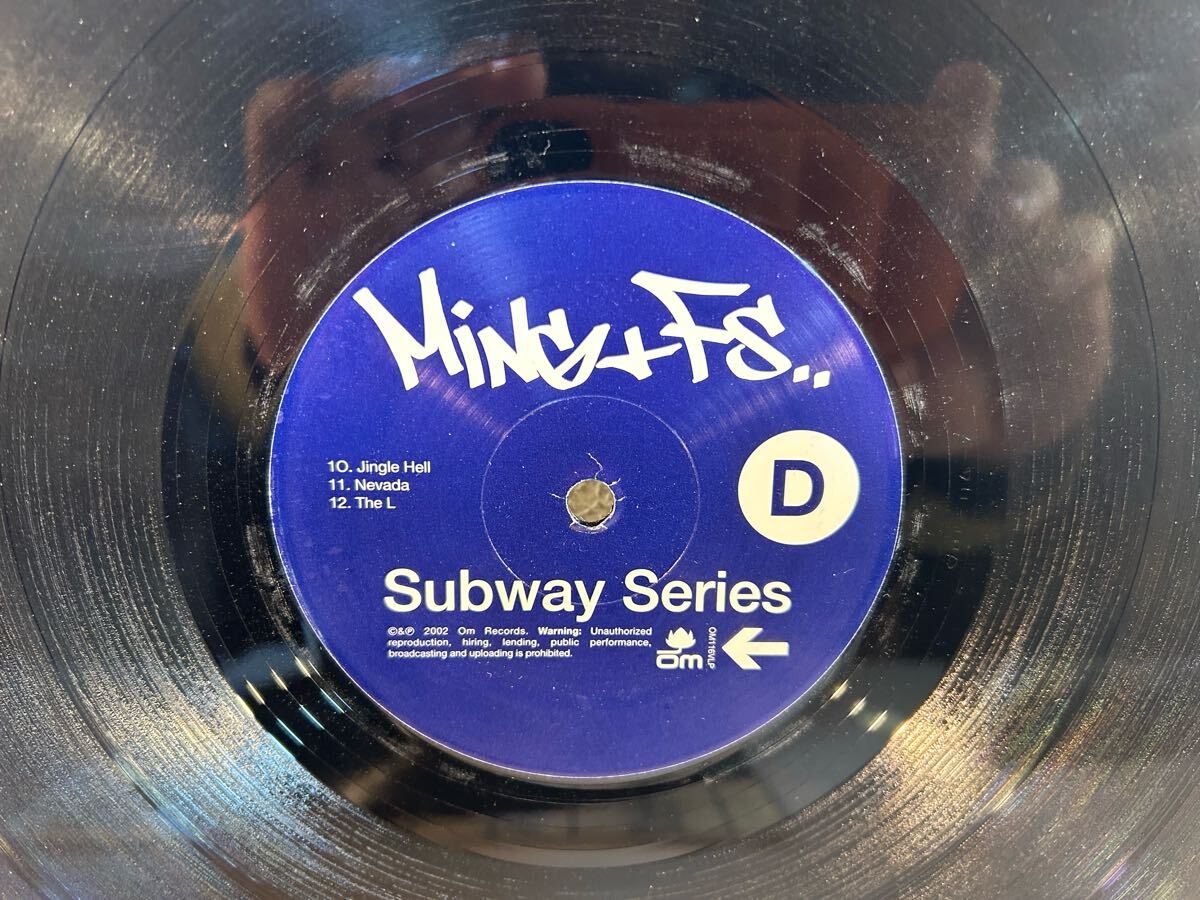 Ming+FS..
10. Jingle Hell
11. Nevada
12. The L
D
Subway Series
©&℗ 2002 Om Records. Warning: Unauthorized
reproduction, hiring, lending, public performance,
broadcasting and uploading is prohibited.
om
OM116VLP